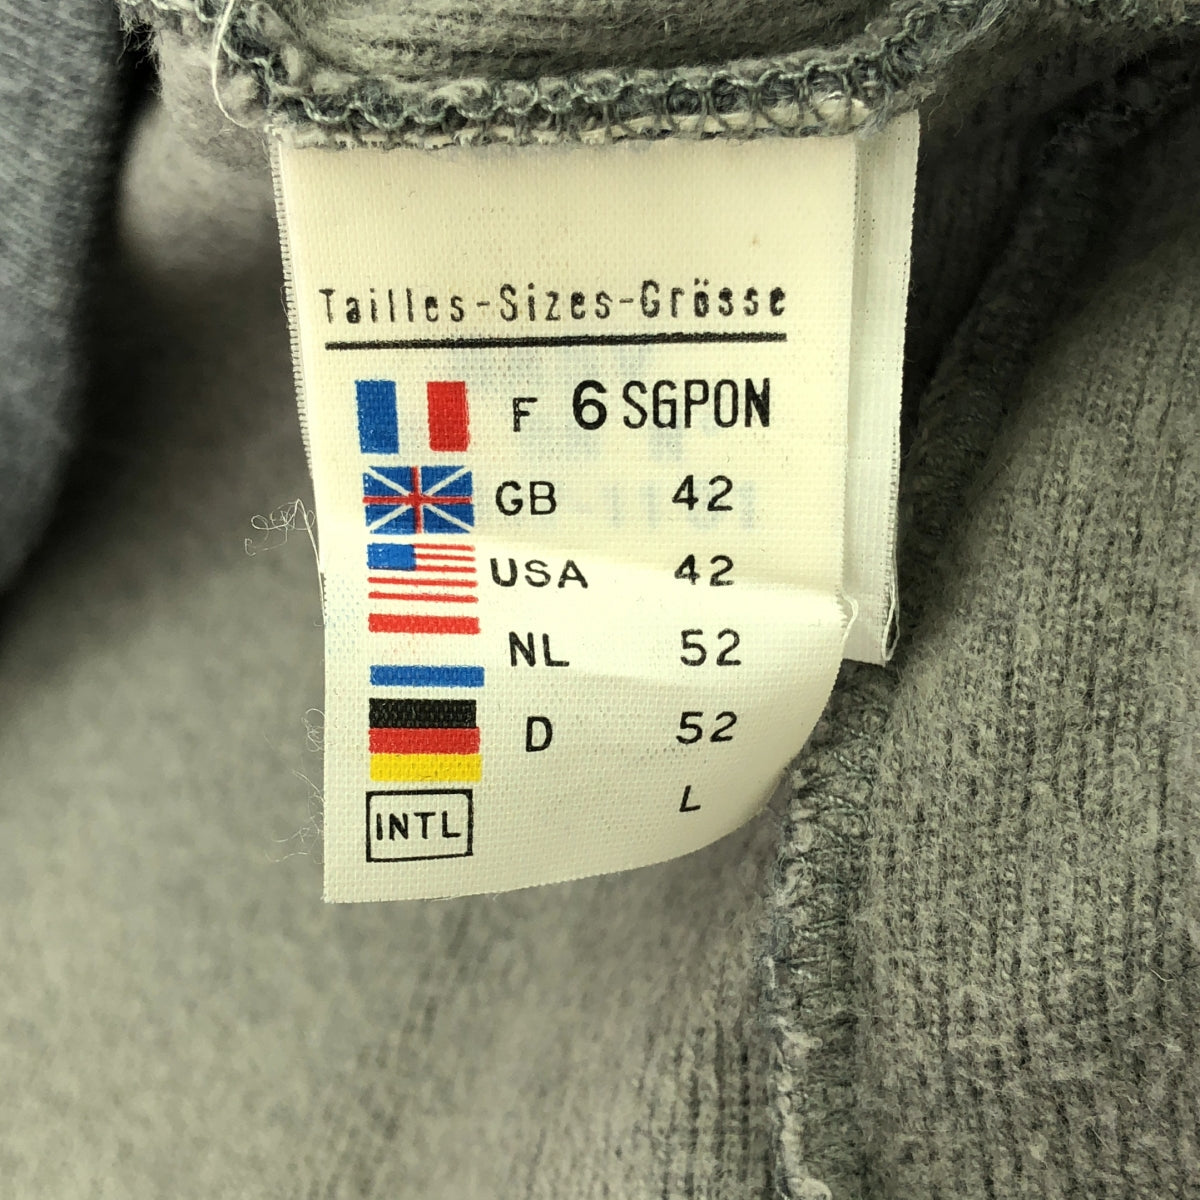 Tailles-Sizes-Grösse
F 6 SGPON
GB 42
USA 42
NL 52
D 52
INTL L